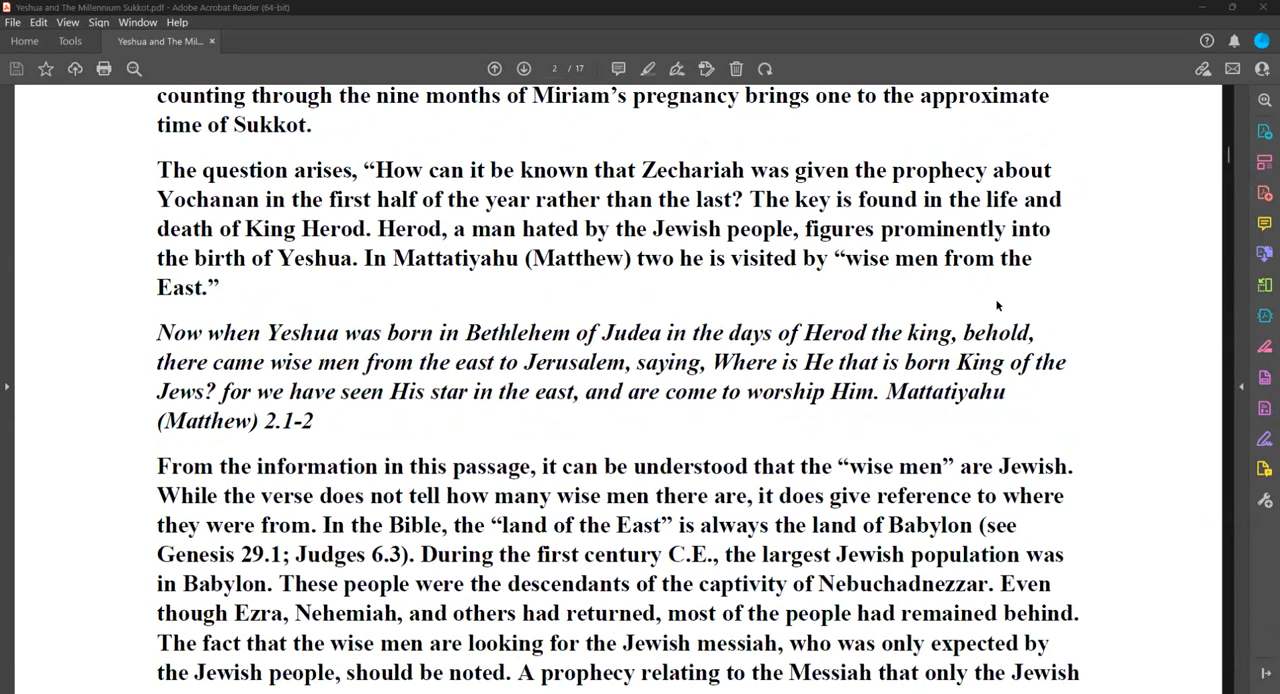 Yeshua and The Millennium Sukkot.pdf - Adobe Acrobat Reader (64-bit)
File Edit View Sign Window Help
Home Tools Yeshua and The Mil... ×
2 / 17
counting through the nine months of Miriam’s pregnancy brings one to the approximate
time of Sukkot.
The question arises, “How can it be known that Zechariah was given the prophecy about
Yochanan in the first half of the year rather than the last? The key is found in the life and
death of King Herod. Herod, a man hated by the Jewish people, figures prominently into
the birth of Yeshua. In Mattatiyahu (Matthew) two he is visited by “wise men from the
East.”
Now when Yeshua was born in Bethlehem of Judea in the days of Herod the king, behold,
there came wise men from the east to Jerusalem, saying, Where is He that is born King of the
Jews? for we have seen His star in the east, and are come to worship Him. Mattatiyahu
(Matthew) 2.1-2
From the information in this passage, it can be understood that the “wise men” are Jewish.
While the verse does not tell how many wise men there are, it does give reference to where
they were from. In the Bible, the “land of the East” is always the land of Babylon (see
Genesis 29.1; Judges 6.3). During the first century C.E., the largest Jewish population was
in Babylon. These people were the descendants of the captivity of Nebuchadnezzar. Even
though Ezra, Nehemiah, and others had returned, most of the people had remained behind.
The fact that the wise men are looking for the Jewish messiah, who was only expected by
the Jewish people, should be noted. A prophecy relating to the Messiah that only the Jewish